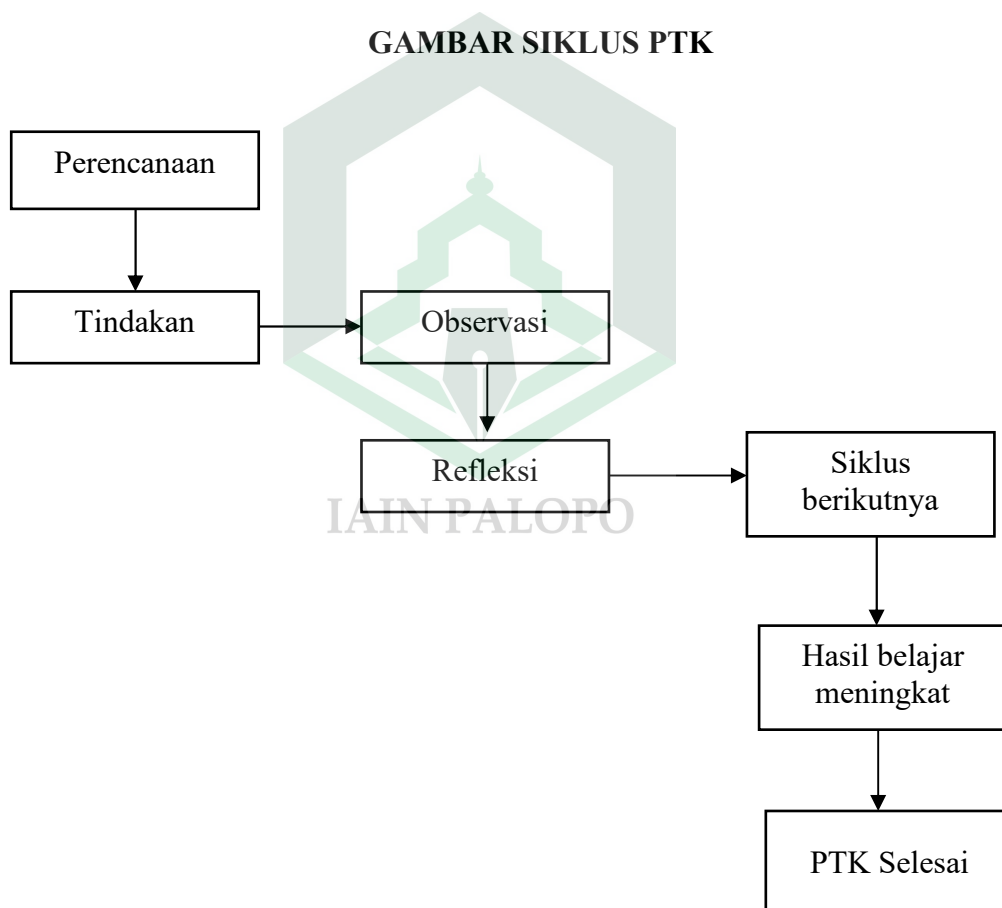 GAMBAR SIKLUS PTK
Perencanaan
Tindakan
Observasi
Refleksi
IAIN PALOPO
Siklus
berikutnya
Hasil belajar
meningkat
PTK Selesai